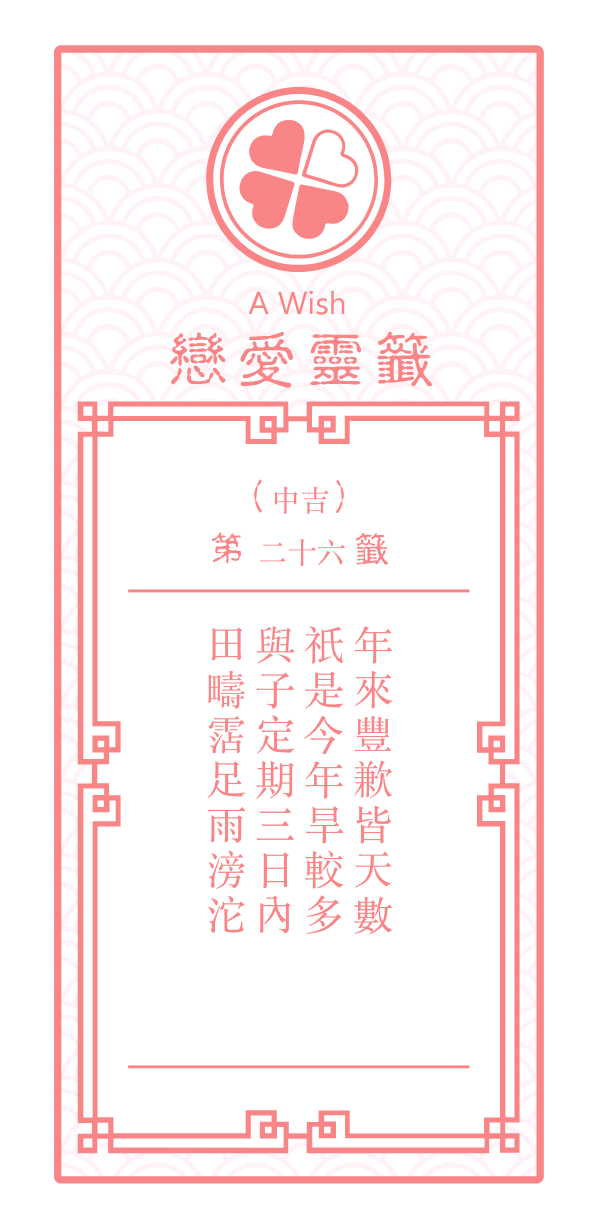 A Wish
戀愛靈籤
（中吉）
第 二十六 籤
年來豐歉皆天數
祇是今年旱較多
與子定期三日內
田疇霑足雨滂沱